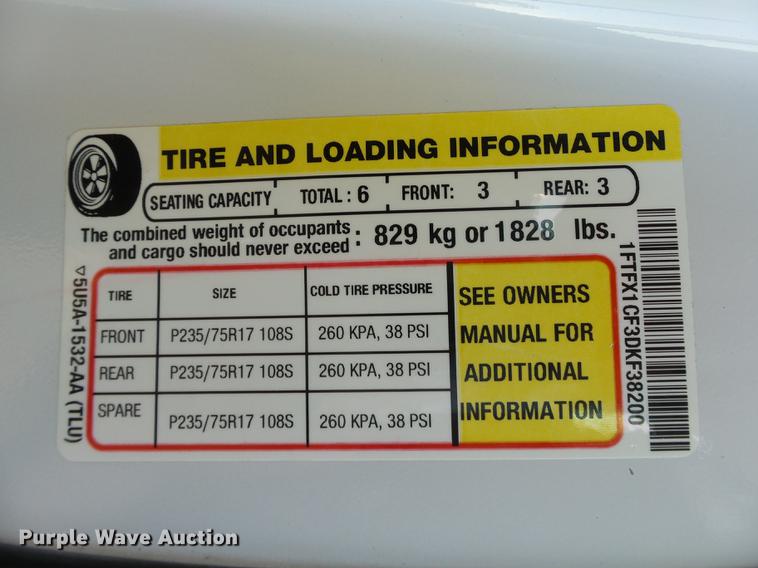 TIRE AND LOADING INFORMATION
SEATING CAPACITY TOTAL : 6 FRONT: 3 REAR: 3
The combined weight of occupants
and cargo should never exceed : 829 kg or 1828 lbs.
TIRE SIZE COLD TIRE PRESSURE
FRONT P235/75R17 108S 260 KPA, 38 PSI
REAR P235/75R17 108S 260 KPA, 38 PSI
SPARE P235/75R17 108S 260 KPA, 38 PSI
SEE OWNERS
MANUAL FOR
ADDITIONAL
INFORMATION
5U5A-1532-AA (TLU)
1FTFX1CF3DKF38200
Purple Wave Auction